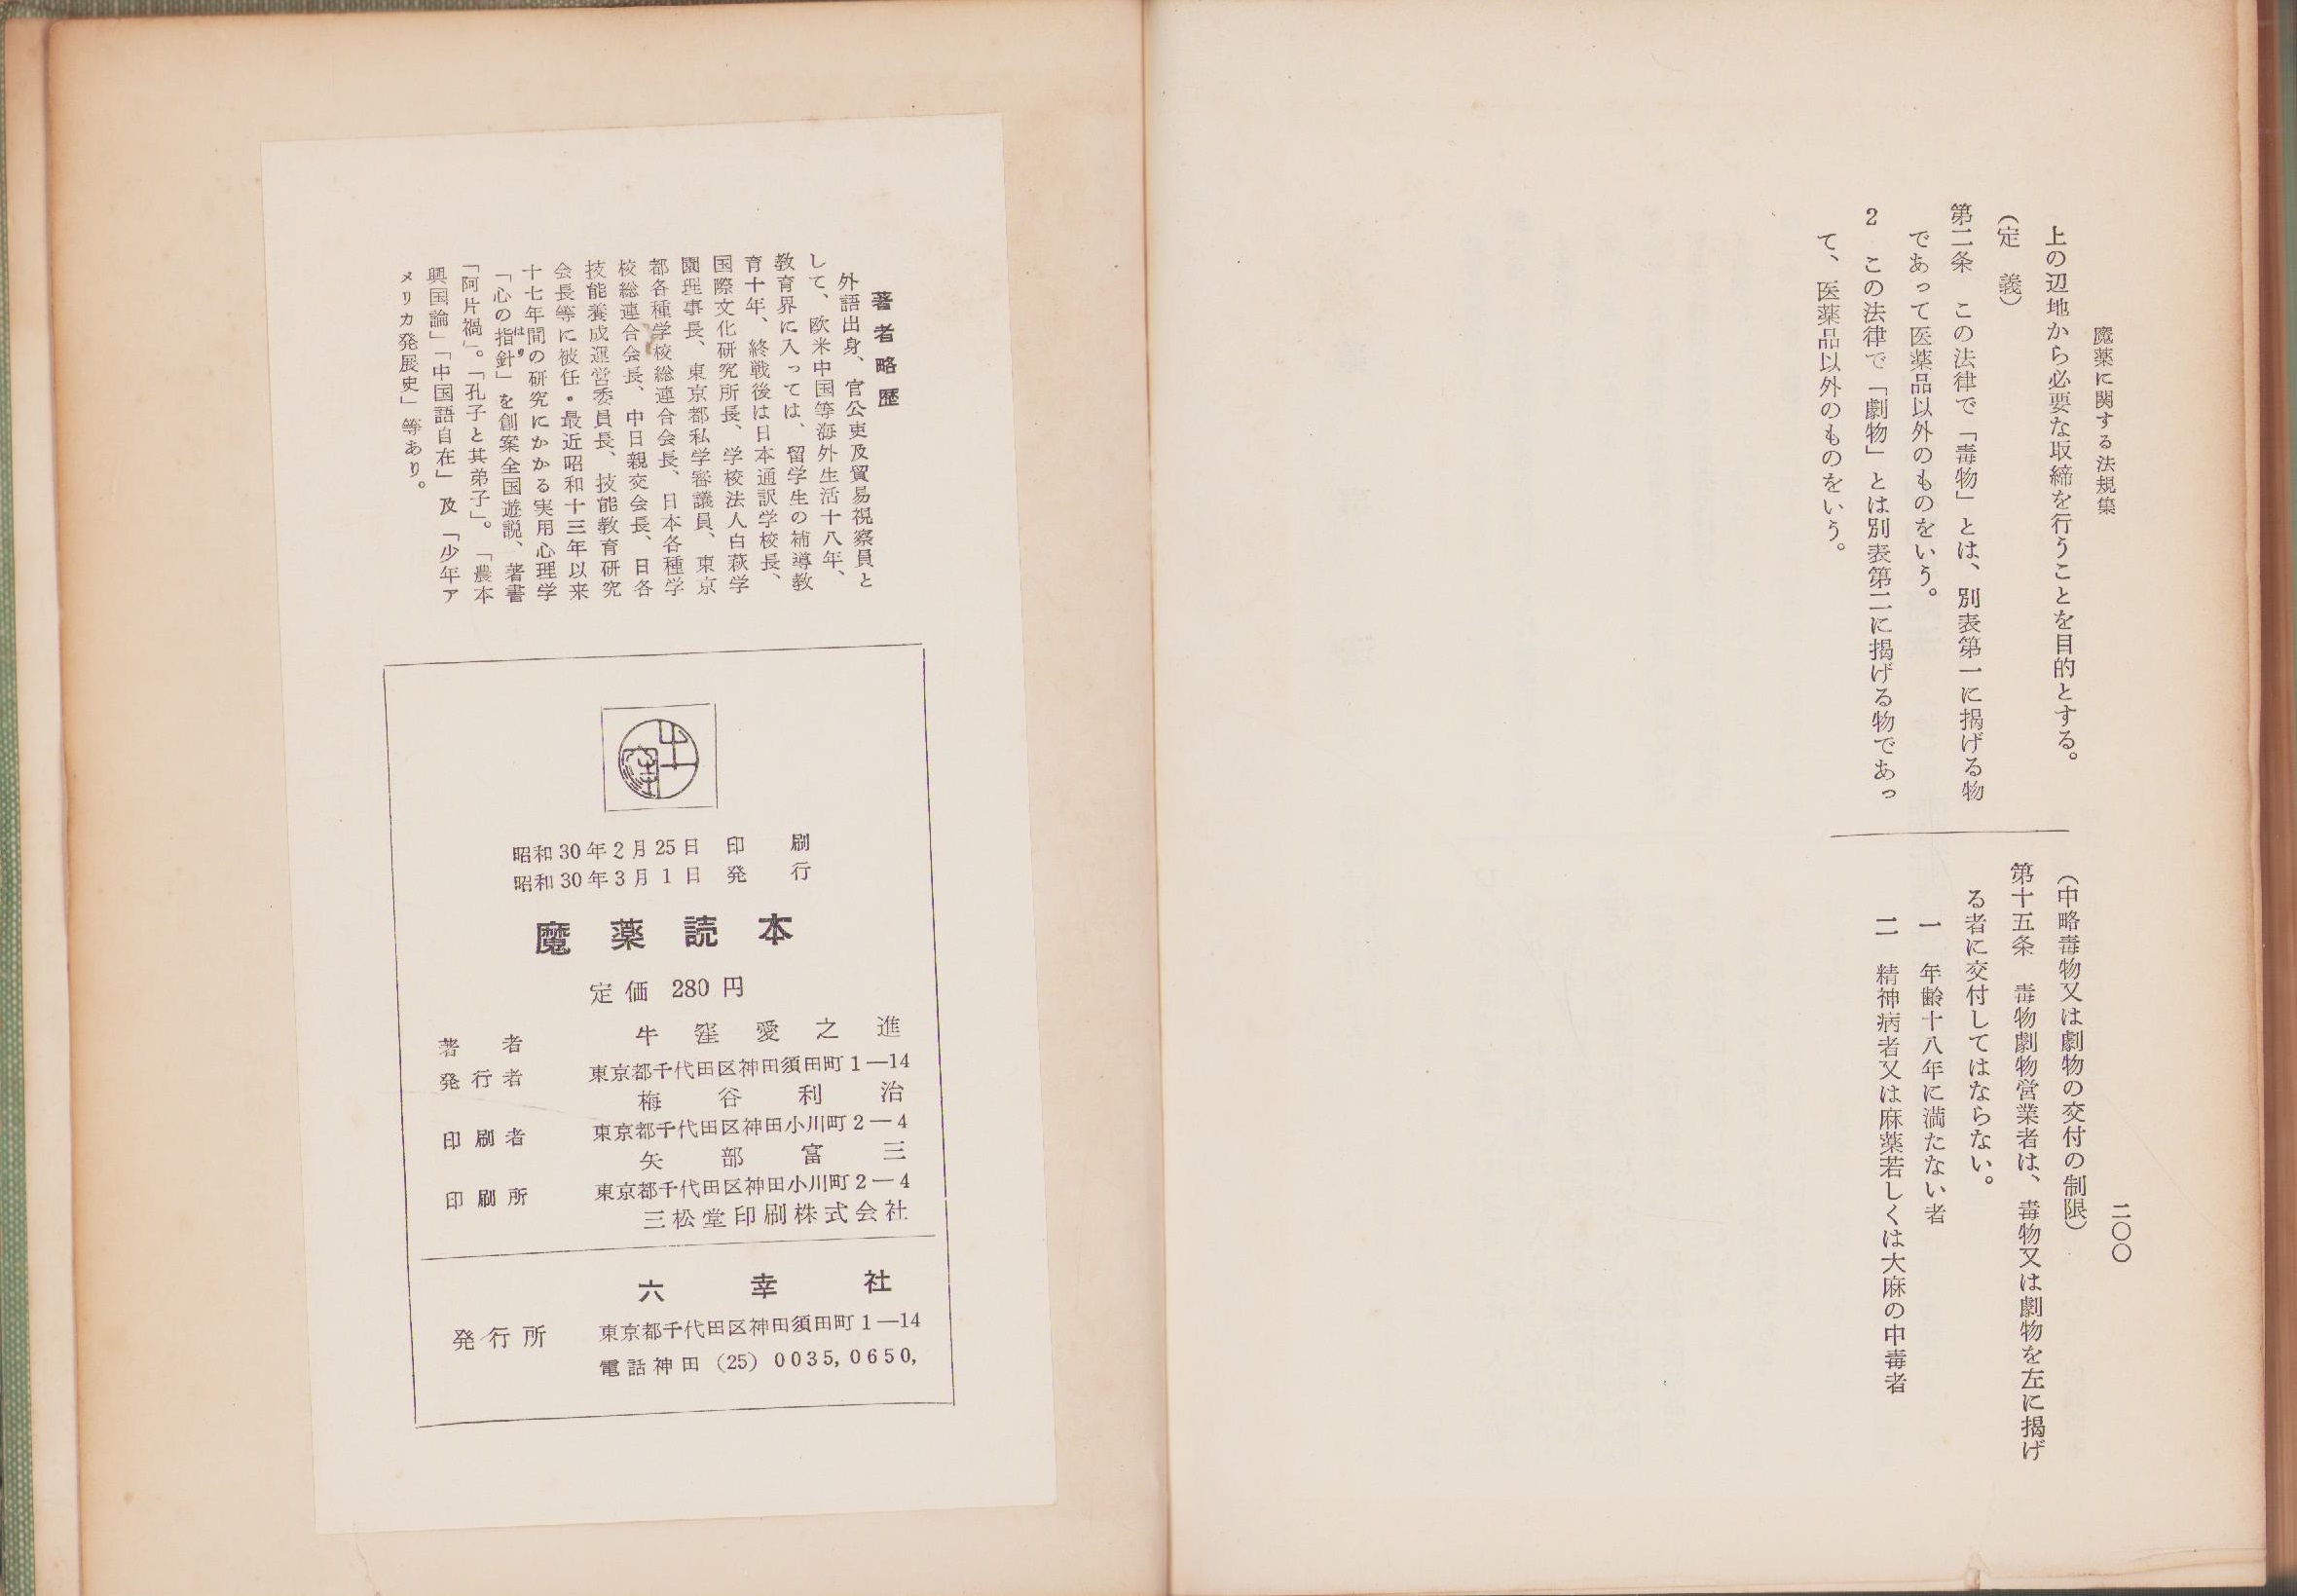 魔薬に関する法規集
二〇〇
上の辺地から必要な取締を行うことを目的とする。
(定　義)
第二条　この法律で「毒物」とは、別表第一に掲げる物
であって医薬品以外のものをいう。
2　この法律で「劇物」とは別表第二に掲げる物であっ
て、医薬品以外のものをいう。
(中略毒物又は劇物の交付の制限)
第十五条　毒物劇物営業者は、毒物又は劇物を左に掲げ
る者に交付してはならない。
一　年齢十八年に満たない者
二　精神病者又は麻薬若しくは大麻の中毒者
著者略歴
外語出身、官公吏及貿易視察員と
して、欧米中国等海外生活十八年、
教育界に入っては、留学生の補導教
育十年、終戦後は日本通訳学校長、
国際文化研究所長、学校法人白萩学
園理事長、東京都私学審議員、東京
都各種学校総連合会長、日本各種学
校総連合会長、中日親交会長、日各
技能養成運営委員長、技能教育研究
会長等に被任・最近昭和十三年以来
十七年間の研究にかかる実用心理学
「心の指針」を創案全国遊説、著書
はり
「阿片禍」。「孔子と其弟子」。「農本
興国論」「中国語自在」及「少年ア
メリカ発展史」等あり。
昭和30年2月25日　印　刷
昭和30年3月1日　発　行
魔薬読本
定価 280円
著者　牛窪愛之進
東京都千代田区神田須田町1—14
発行者　梅谷利治
東京都千代田区神田小川町2—4
印刷者　矢部富三
東京都千代田区神田小川町2—4
印刷所　三松堂印刷株式会社
六幸社
発行所　東京都千代田区神田須田町1—14
電話神田(25)0035,0650,